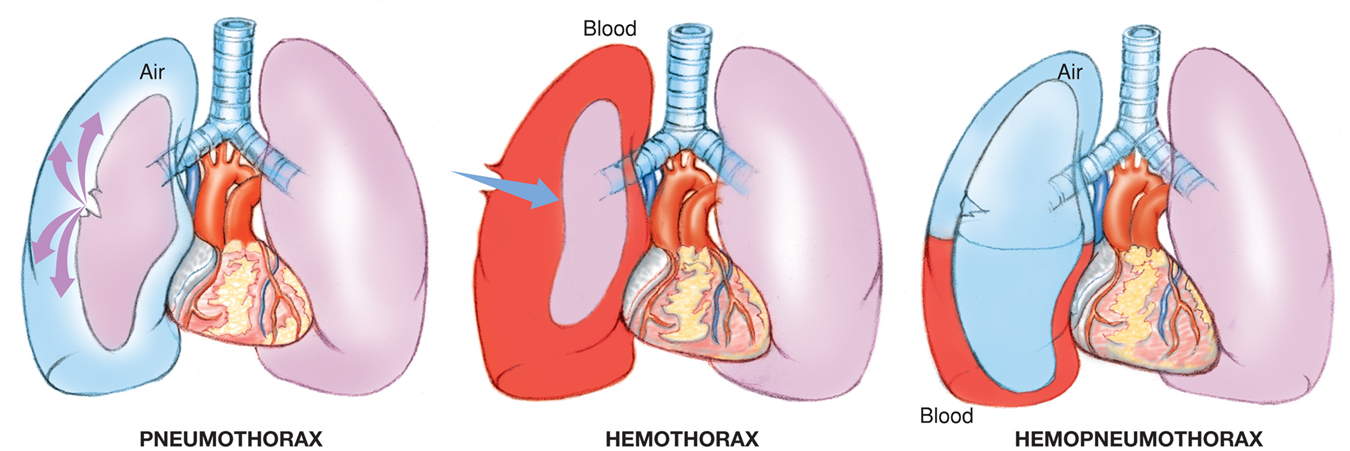 Air
PNEUMOTHORAX
Blood
HEMOTHORAX
Air
Blood
HEMOPNEUMOTHORAX